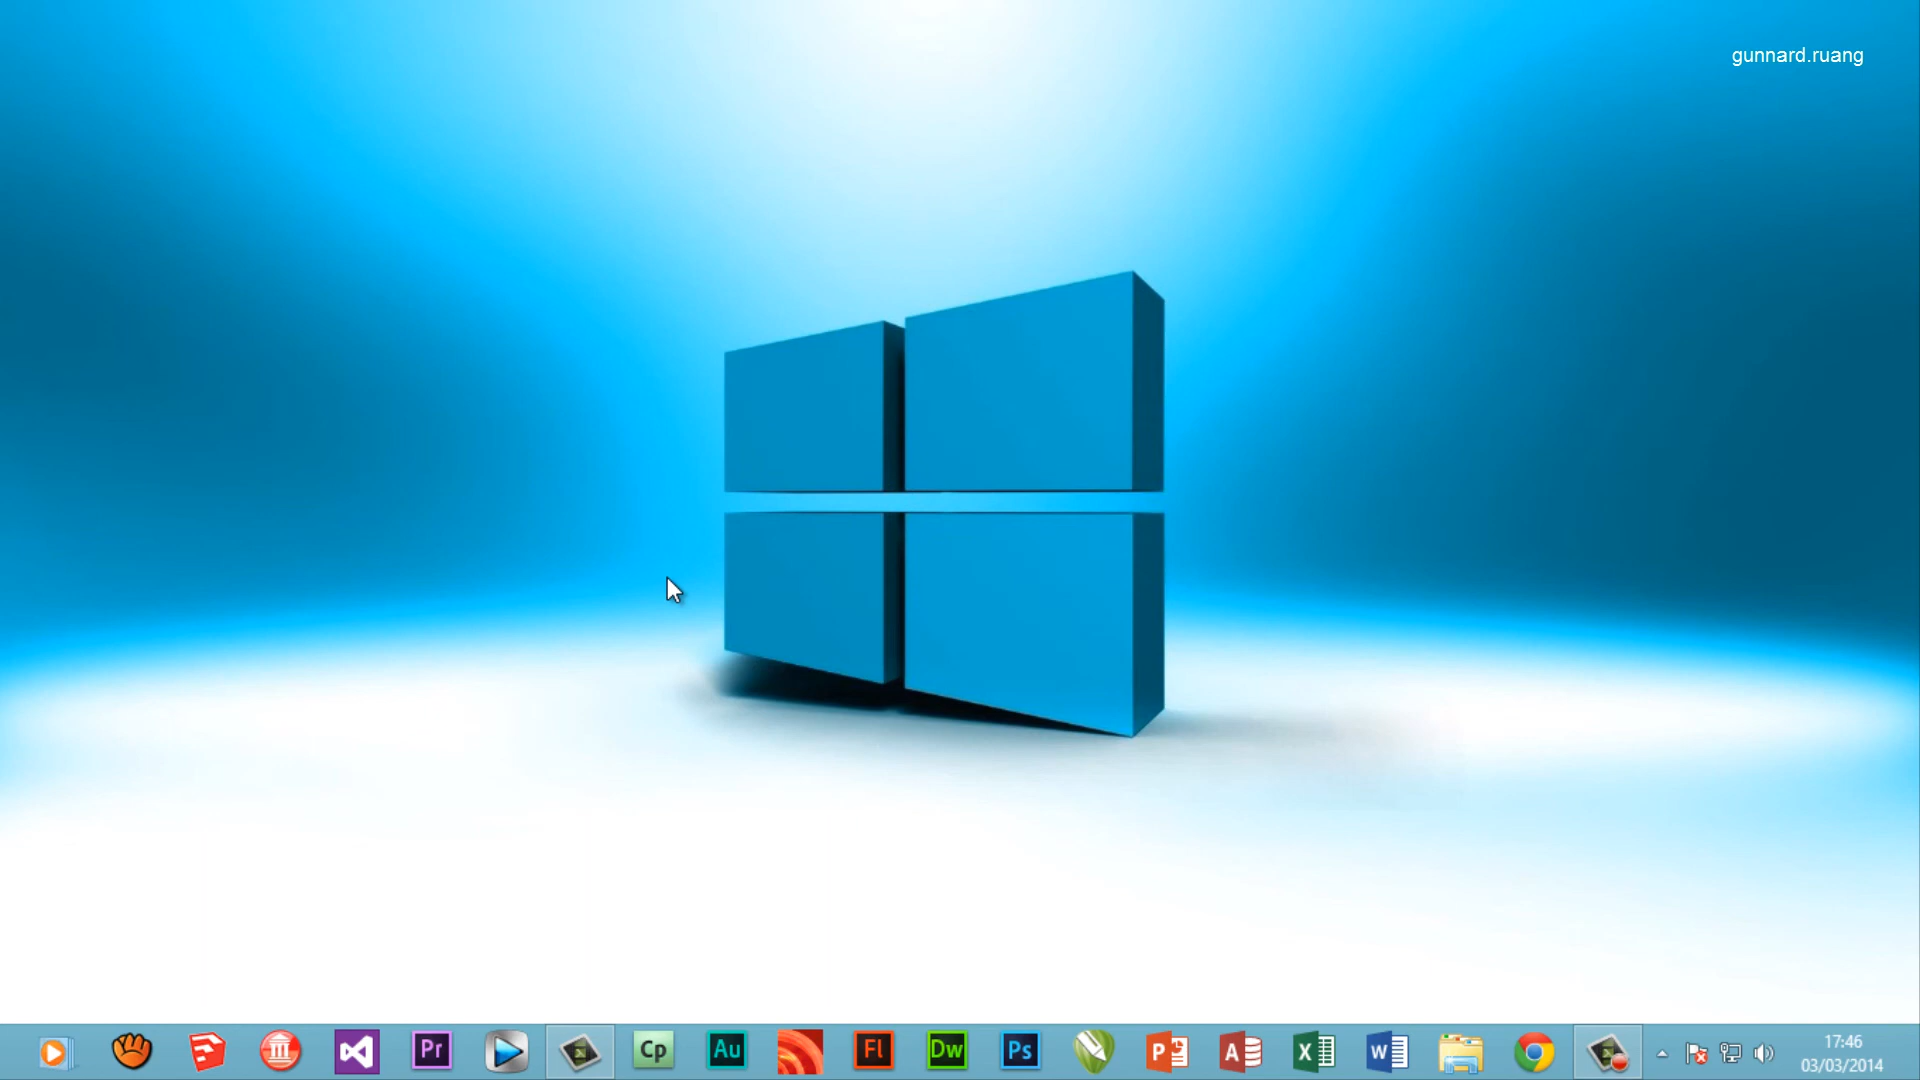 gunnard.ruang
Pr
Cp
Au
Fl
Dw
Ps
P
A
X
W
17:46
03/03/2014